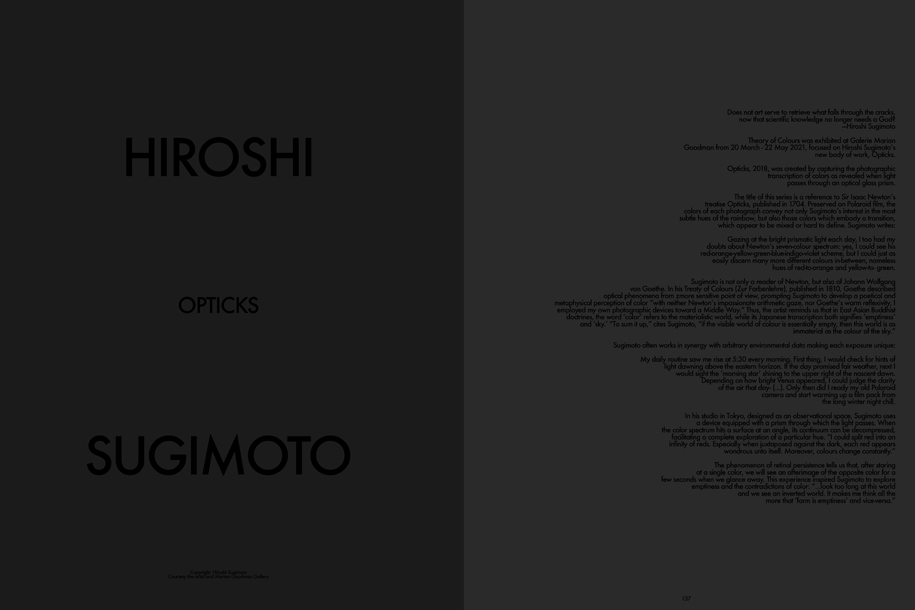 HIROSHI
OPTICKS
SUGIMOTO
Copyright: Hiroshi Sugimoto
Courtesy the artist and Marian Goodman Gallery
Does not art serve to retrieve what falls through the cracks,
now that scientific knowledge no longer needs a God?
—Hiroshi Sugimoto
Theory of Colours was exhibited at Galerie Marian
Goodman from 20 March - 22 May 2021, focused on Hiroshi Sugimoto's
new body of work, Opticks.
Opticks, 2018, was created by capturing the photographic
transcription of colors as revealed when light
passes through an optical glass prism.
The title of this series is a reference to Sir Isaac Newton's
treatise Opticks, published in 1704. Preserved on Polaroid film, the
colors of each photograph convey not only Sugimoto's interest in the most
subtle hues of the rainbow, but also those colors which embody a transition,
which appear to be mixed or hard to define. Sugimoto writes:
Gazing at the bright prismatic light each day, I too had my
doubts about Newton's seven-colour spectrum: yes, I could see his
red-orange-yellow-green-blue-indigo-violet scheme, but I could just as
easily discern many more different colours in-between, nameless
hues of red-to-orange and yellow-to- green.
Sugimoto is not only a reader of Newton, but also of Johann Wolfgang
von Goethe. In his Treaty of Colours (Zur Farbenlehre), published in 1810, Goethe described
optical phenomena from a more sensitive point of view, prompting Sugimoto to develop a poetical and
metaphysical perception of color: "with neither Newton's impassionate arithmetic gaze, nor Goethe's warm reflexivity, I
employed my own photographic devices toward a Middle Way." Thus, the artist reminds us that in East Asian Buddhist
doctrines, the word 'color' refers to the materialistic world, while its Japanese transcription both signifies 'emptiness'
and 'sky.' "To sum it up," cites Sugimoto, "if the visible world of colour is essentially empty, then this world is as
immaterial as the colour of the sky."
Sugimoto often works in synergy with arbitrary environmental data making each exposure unique:
My daily routine saw me rise at 5:30 every morning. First thing, I would check for hints of
light dawning above the eastern horizon. If the day promised fair weather, next I
would sight the 'morning star' shining to the upper right of the nascent dawn.
Depending on how bright Venus appeared, I could judge the clarity
of the air that day- (...). Only then did I ready my old Polaroid
camera and start warming up a film pack from
the long winter night chill.
In his studio in Tokyo, designed as an observational space, Sugimoto uses
a device equipped with a prism through which the light passes. When
the color spectrum hits a surface at an angle, its continuum can be decompressed,
facilitating a complete exploration of a particular hue. "I could split red into an
infinity of reds. Especially when juxtaposed against the dark, each red appears
wondrous unto itself. Moreover, colours change constantly."
The phenomenon of retinal persistence tells us that, after staring
at a single color, we will see an afterimage of the opposite color for a
few seconds when we glance away. This experience inspired Sugimoto to explore
emptiness and the contradictions of color: "...look too long at this world
and we see an inverted world. It makes me think all the
more that 'form is emptiness' and vice-versa."
137